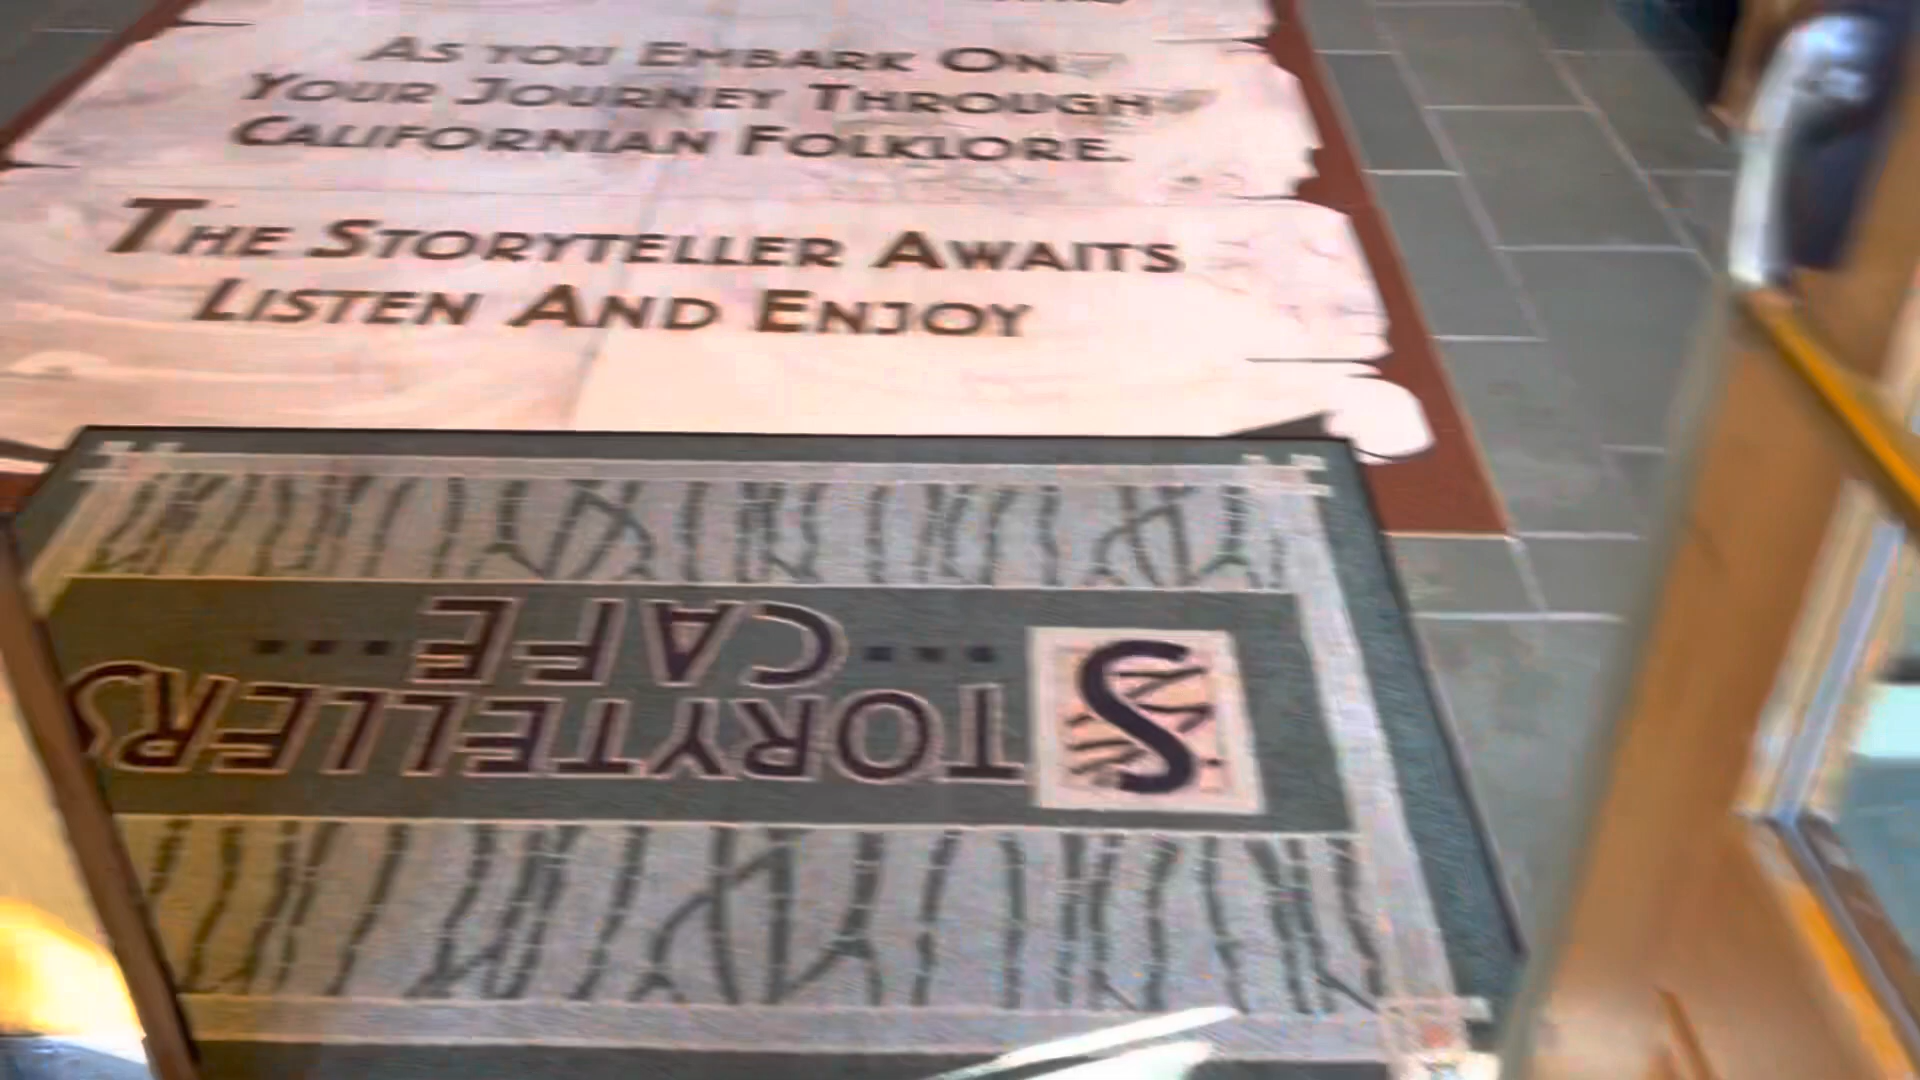 As you Embark On
Your Journey Through
Californian Folklore.
The Storyteller Awaits
Listen And Enjoy
STORYTELLERS
...CAFE...